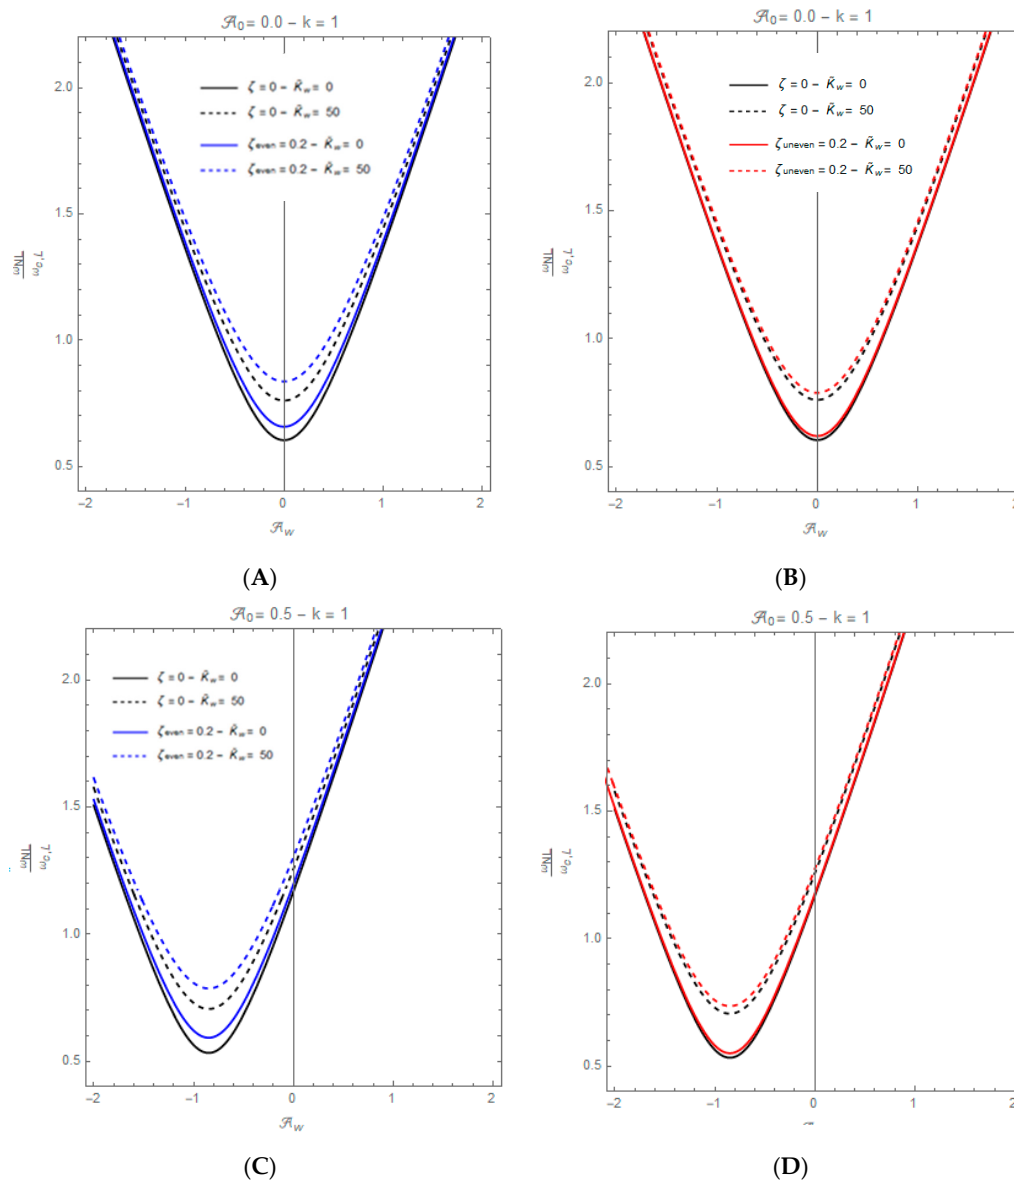 𝒜₀ = 0.0 – k = 1
2.0
1.5
1.0
0.5
ζ = 0 – K̃w = 0
ζ = 0 – K̃w = 50
ζeven = 0.2 – K̃w = 0
ζeven = 0.2 – K̃w = 50
–2 –1 0 1 2
𝒜w
(A)
𝒜₀ = 0.0 – k = 1
2.0
1.5
1.0
0.5
ζ = 0 – K̃w = 0
ζ = 0 – K̃w = 50
ζuneven = 0.2 – K̃w = 0
ζuneven = 0.2 – K̃w = 50
–2 –1 0 1 2
𝒜w
(B)
𝒜₀ = 0.5 – k = 1
2.0
1.5
1.0
0.5
ζ = 0 – K̃w = 0
ζ = 0 – K̃w = 50
ζeven = 0.2 – K̃w = 0
ζeven = 0.2 – K̃w = 50
–2 –1 0 1 2
𝒜w
(C)
𝒜₀ = 0.5 – k = 1
2.0
1.5
1.0
0.5
–2 –1 0 1 2
(D)